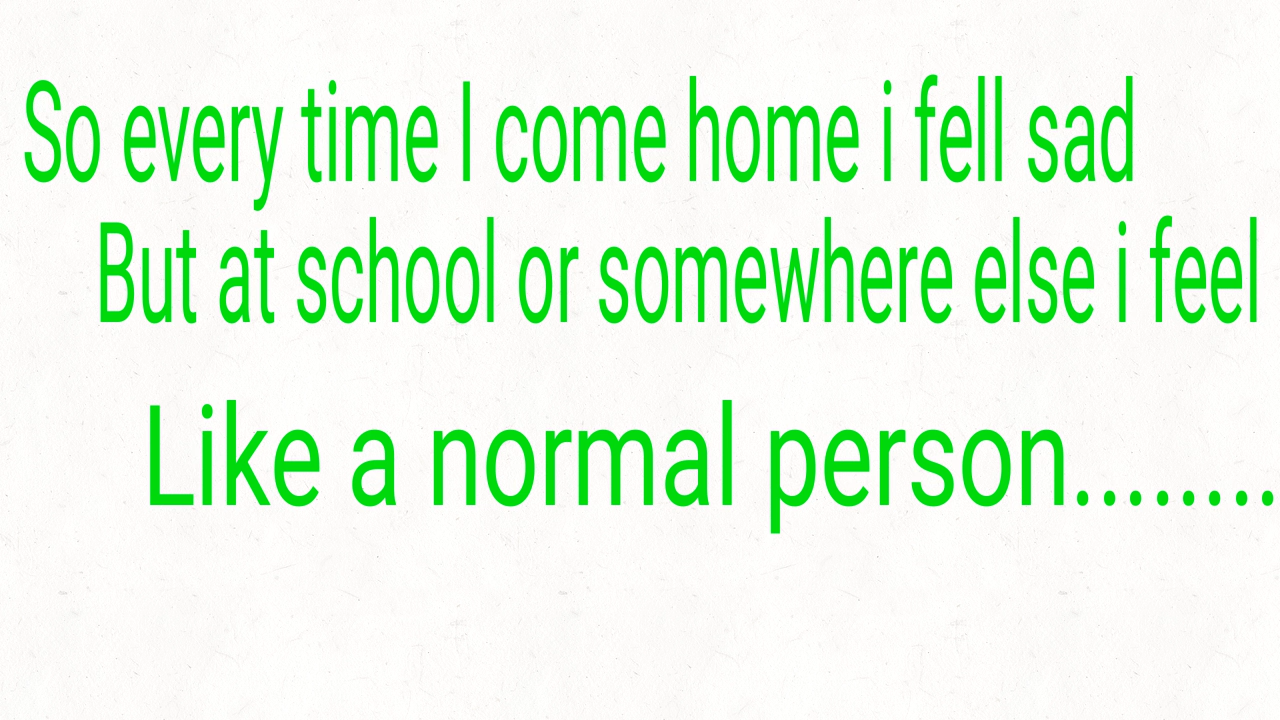 So every time I come home i fell sad
But at school or somewhere else i feel
Like a normal person........